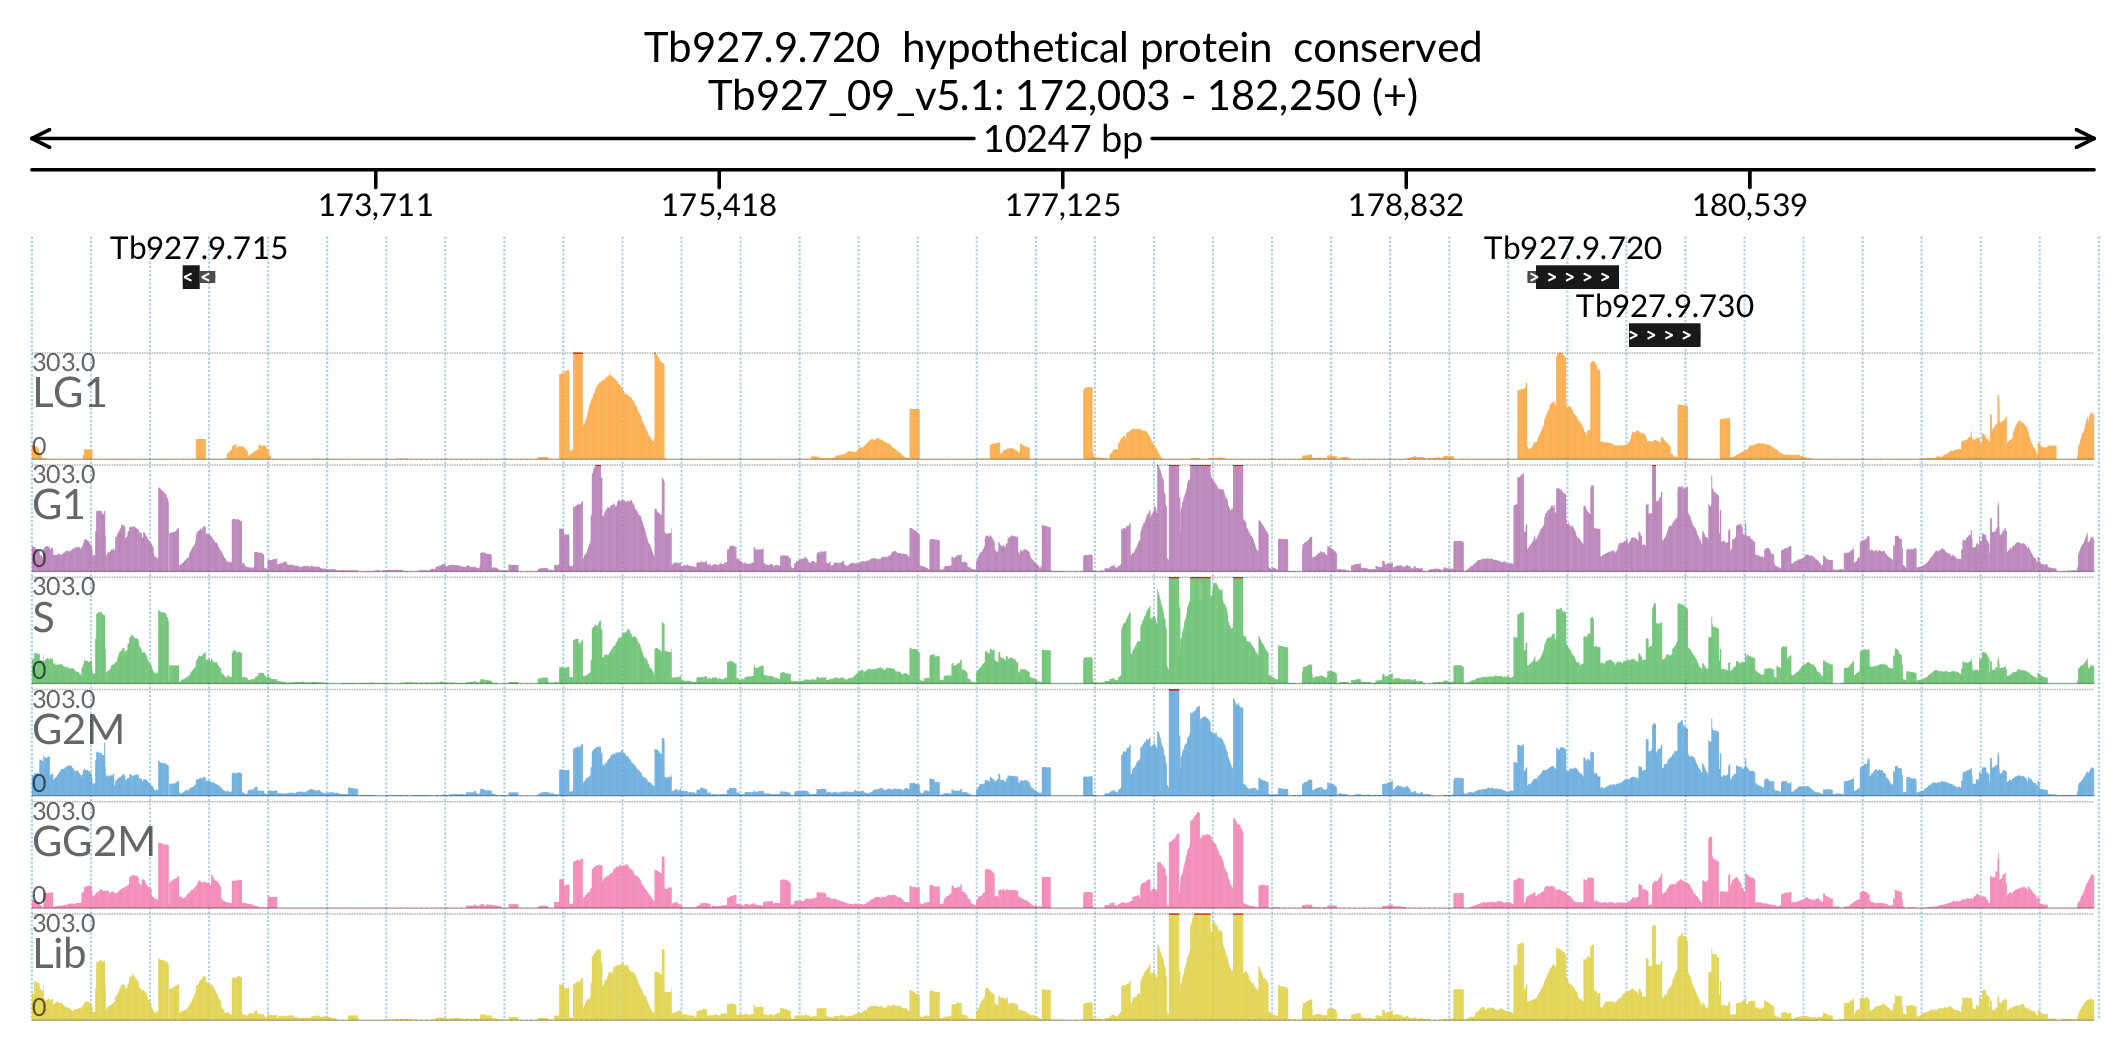 Tb927.9.720  hypothetical protein  conserved
Tb927_09_v5.1: 172,003 - 182,250 (+)
10247 bp
173,711 175,418 177,125 178,832 180,539
Tb927.9.715 Tb927.9.720
Tb927.9.730
303.0
LG1
0
303.0
G1
0
303.0
S
0
303.0
G2M
0
303.0
GG2M
0
303.0
Lib
0